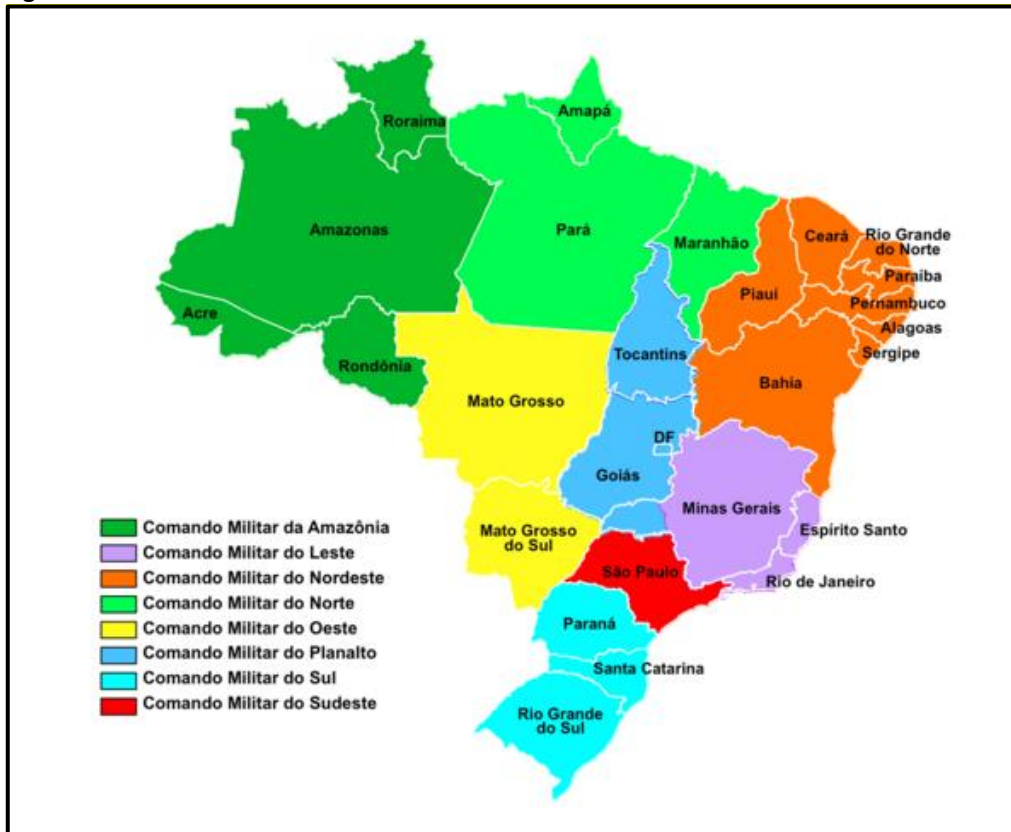 Roraima
Amapá
Amazonas
Pará
Maranhão
Ceará
Rio Grande
do Norte
Paraíba
Piauí
Pernambuco
Acre
Alagoas
Rondônia
Tocantins
Sergipe
Bahia
Mato Grosso
DF
Goiás
Minas Gerais
Mato Grosso
do Sul
Espírito Santo
São Paulo
Rio de Janeiro
Paraná
Santa Catarina
Rio Grande
do Sul
Comando Militar da Amazônia
Comando Militar do Leste
Comando Militar do Nordeste
Comando Militar do Norte
Comando Militar do Oeste
Comando Militar do Planalto
Comando Militar do Sul
Comando Militar do Sudeste